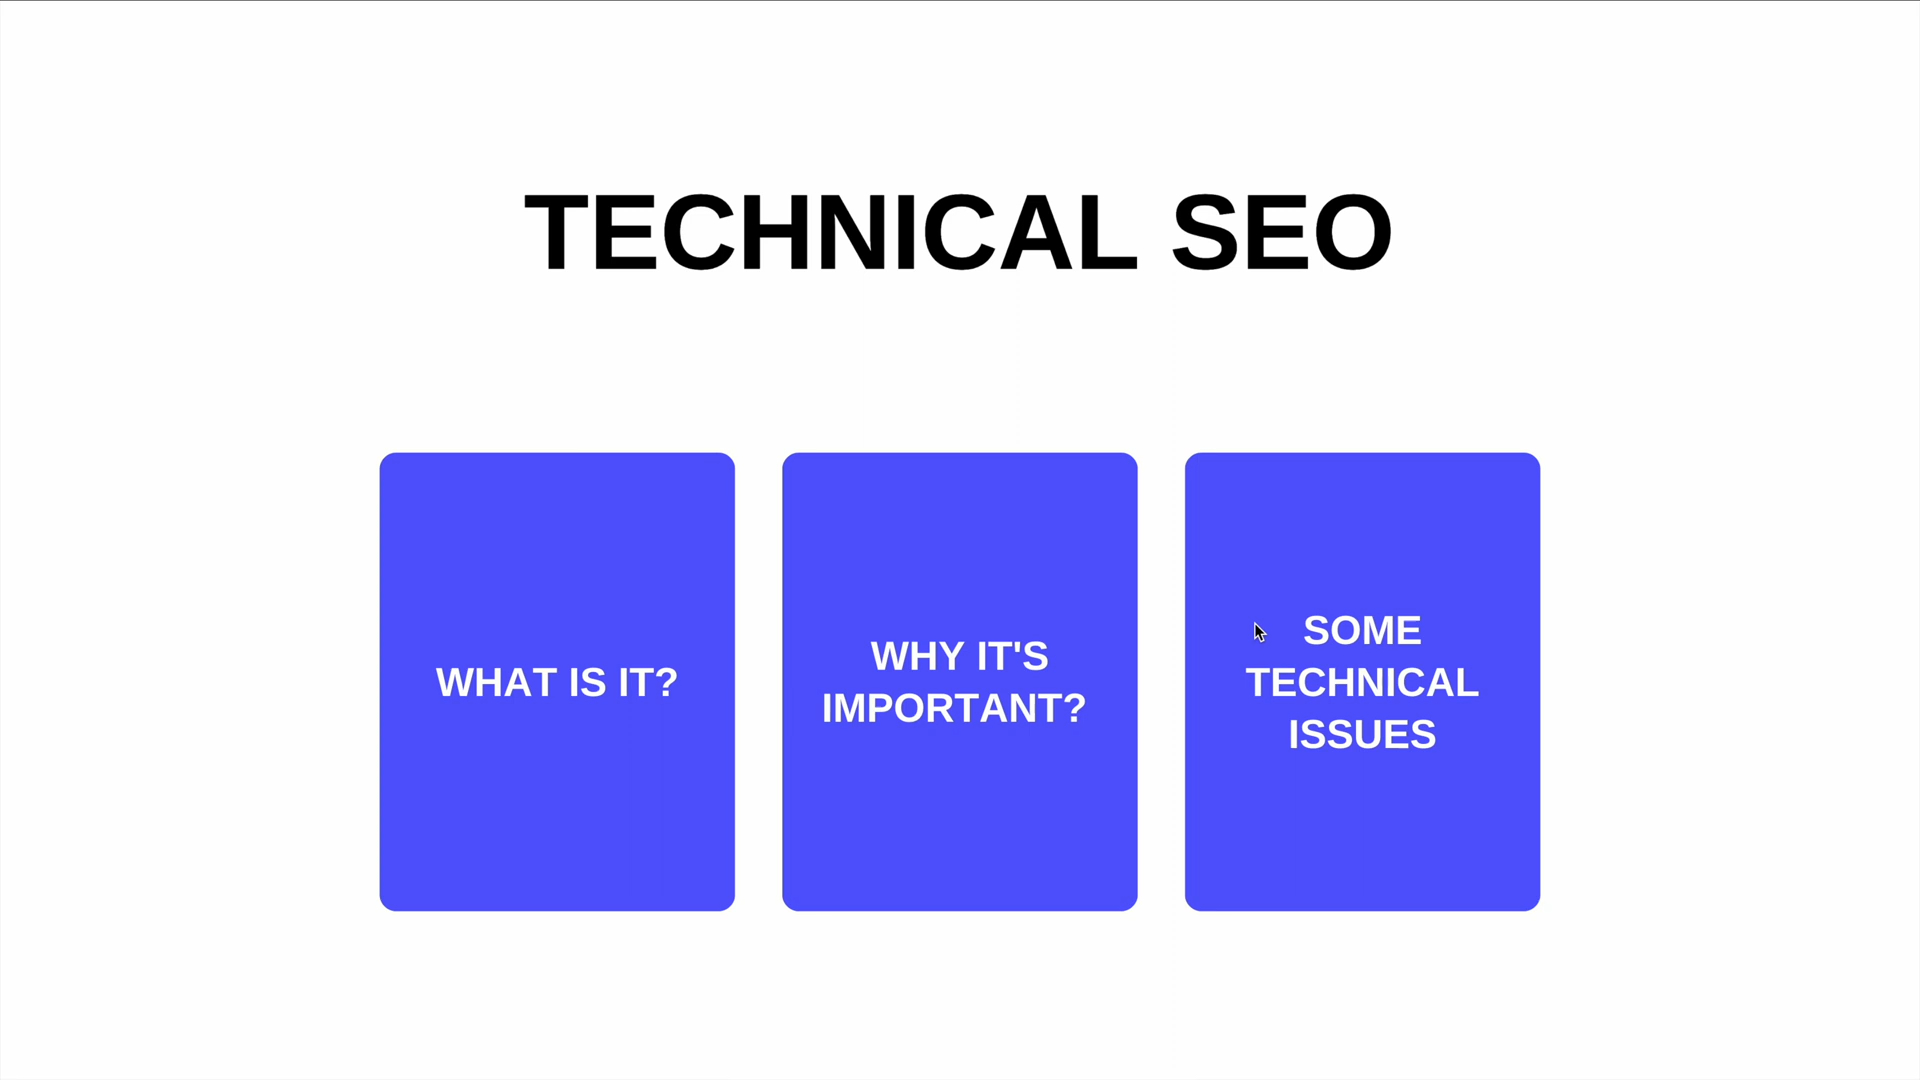 TECHNICAL SEO
WHAT IS IT?
WHY IT'S
IMPORTANT?
SOME
TECHNICAL
ISSUES